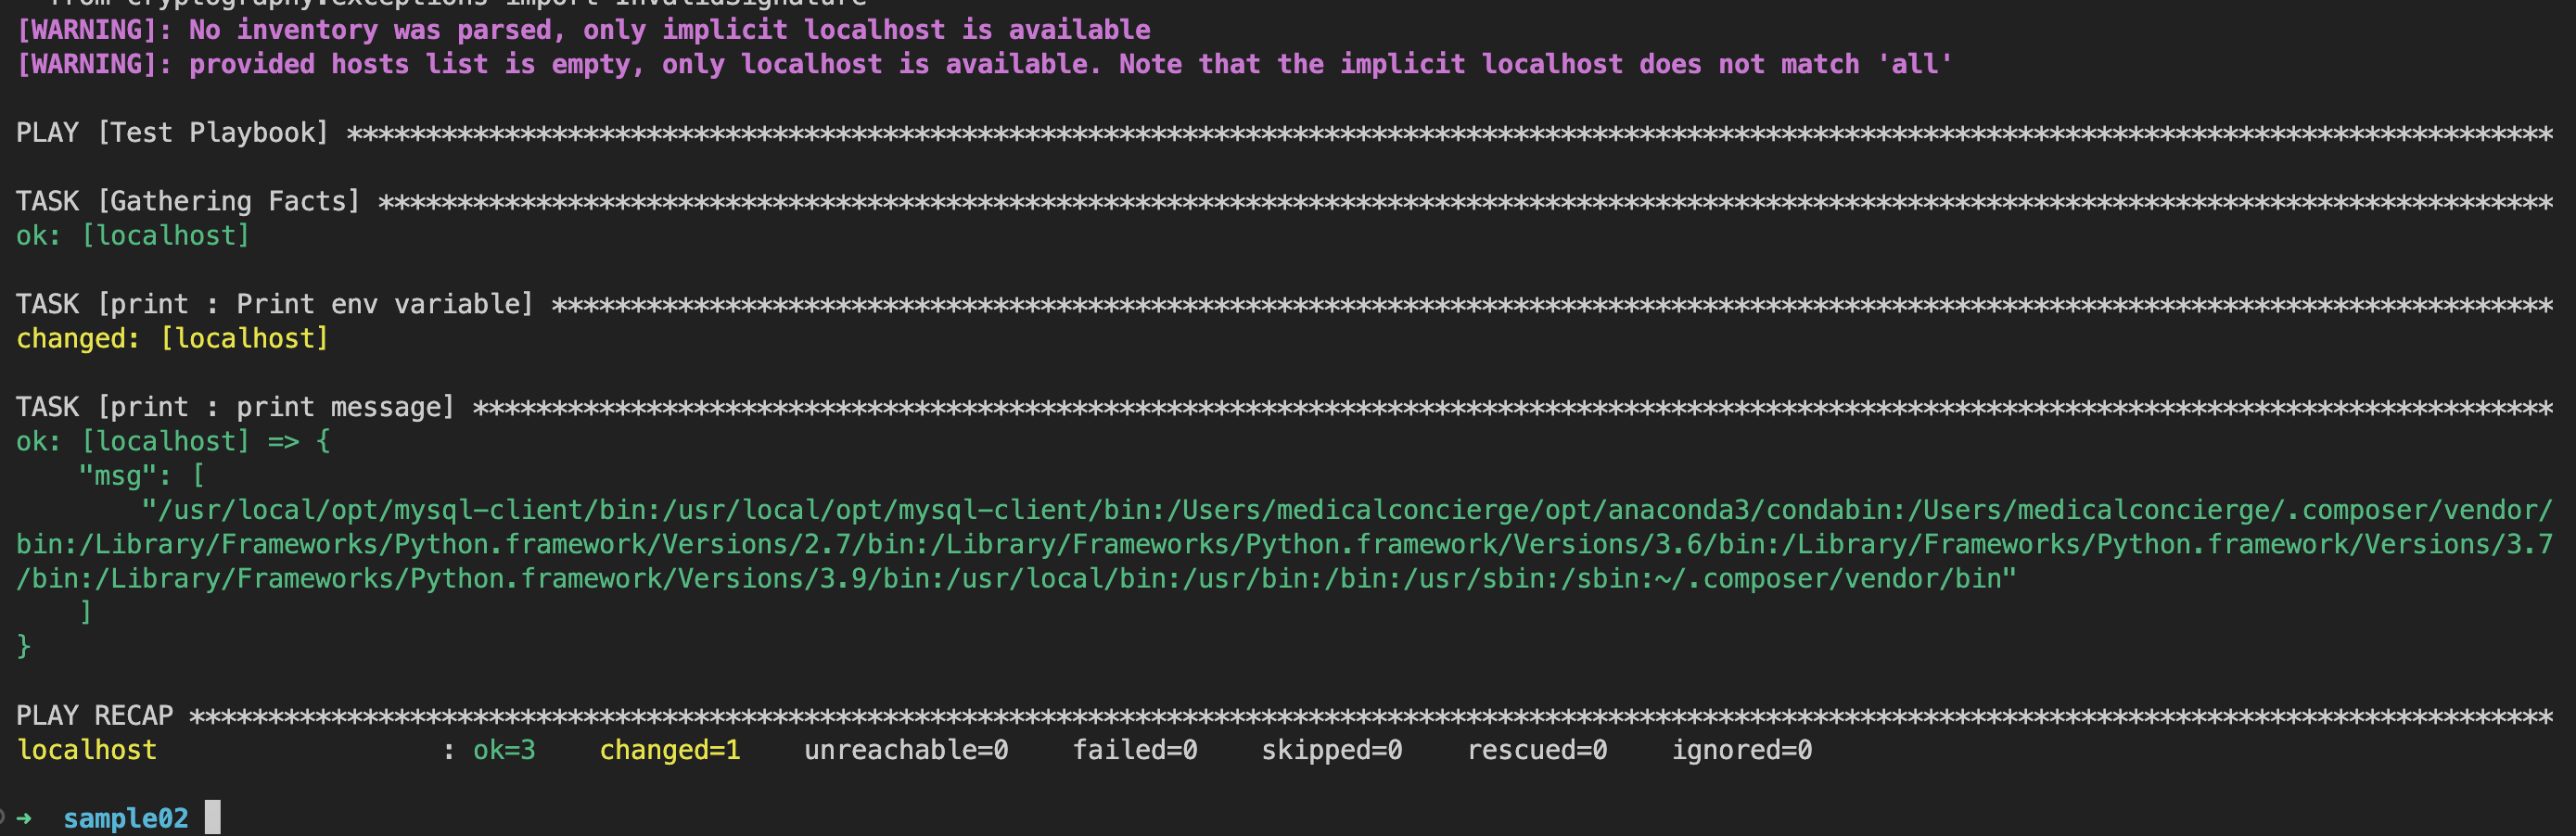 from cryptography.exceptions import InvalidSignature
[WARNING]: No inventory was parsed, only implicit localhost is available
[WARNING]: provided hosts list is empty, only localhost is available. Note that the implicit localhost does not match 'all'
PLAY [Test Playbook] ********************************************************************************************************************************************
TASK [Gathering Facts] ******************************************************************************************************************************************
ok: [localhost]
TASK [print : Print env variable] *******************************************************************************************************************************
changed: [localhost]
TASK [print : print message] ************************************************************************************************************************************
ok: [localhost] => {
"msg": [
"/usr/local/opt/mysql-client/bin:/usr/local/opt/mysql-client/bin:/Users/medicalconcierge/opt/anaconda3/condabin:/Users/medicalconcierge/.composer/vendor/
bin:/Library/Frameworks/Python.framework/Versions/2.7/bin:/Library/Frameworks/Python.framework/Versions/3.6/bin:/Library/Frameworks/Python.framework/Versions/3.7
/bin:/Library/Frameworks/Python.framework/Versions/3.9/bin:/usr/local/bin:/usr/bin:/bin:/usr/sbin:/sbin:~/.composer/vendor/bin"
]
}
PLAY RECAP ******************************************************************************************************************************************************
localhost : ok=3 changed=1 unreachable=0 failed=0 skipped=0 rescued=0 ignored=0
➜ sample02